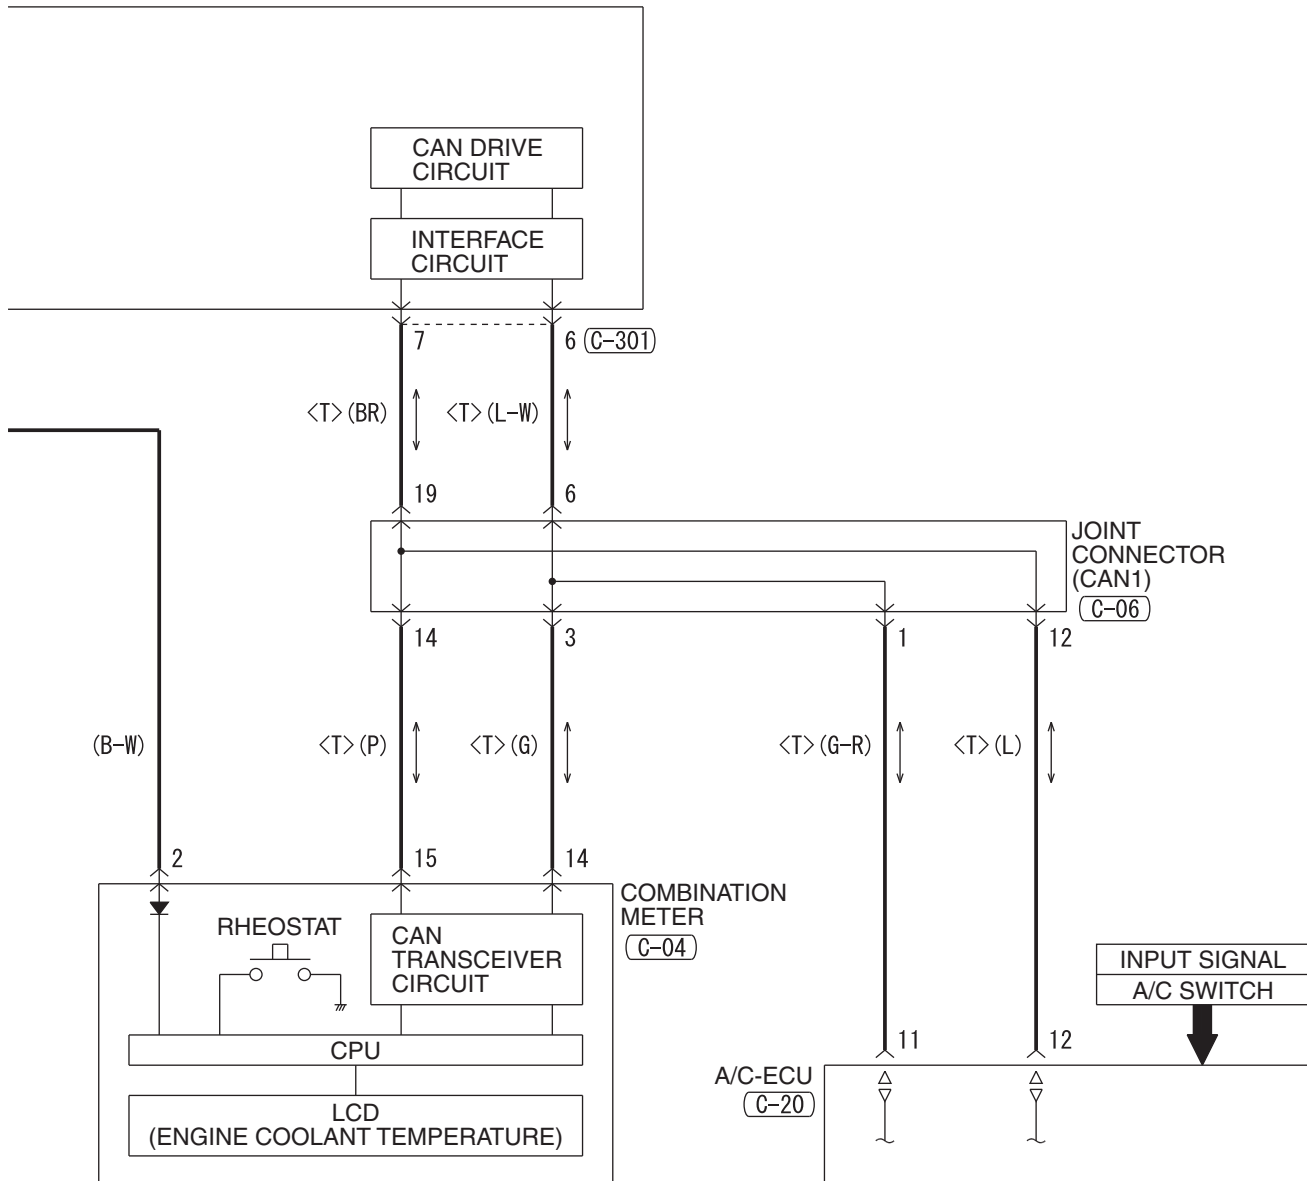 CAN DRIVE
CIRCUIT
INTERFACE
CIRCUIT
7
6 (C-301)
<T>(BR)
<T>(L-W)
19
6
JOINT
CONNECTOR
(CAN1)
C-06
14
3
1
12
(B-W)
<T>(P)
<T>(G)
<T>(G-R)
<T>(L)
2
15
14
COMBINATION
METER
C-04
RHEOSTAT
CAN
TRANSCEIVER
CIRCUIT
INPUT SIGNAL
A/C SWITCH
CPU
11
12
A/C-ECU
C-20
LCD
(ENGINE COOLANT TEMPERATURE)